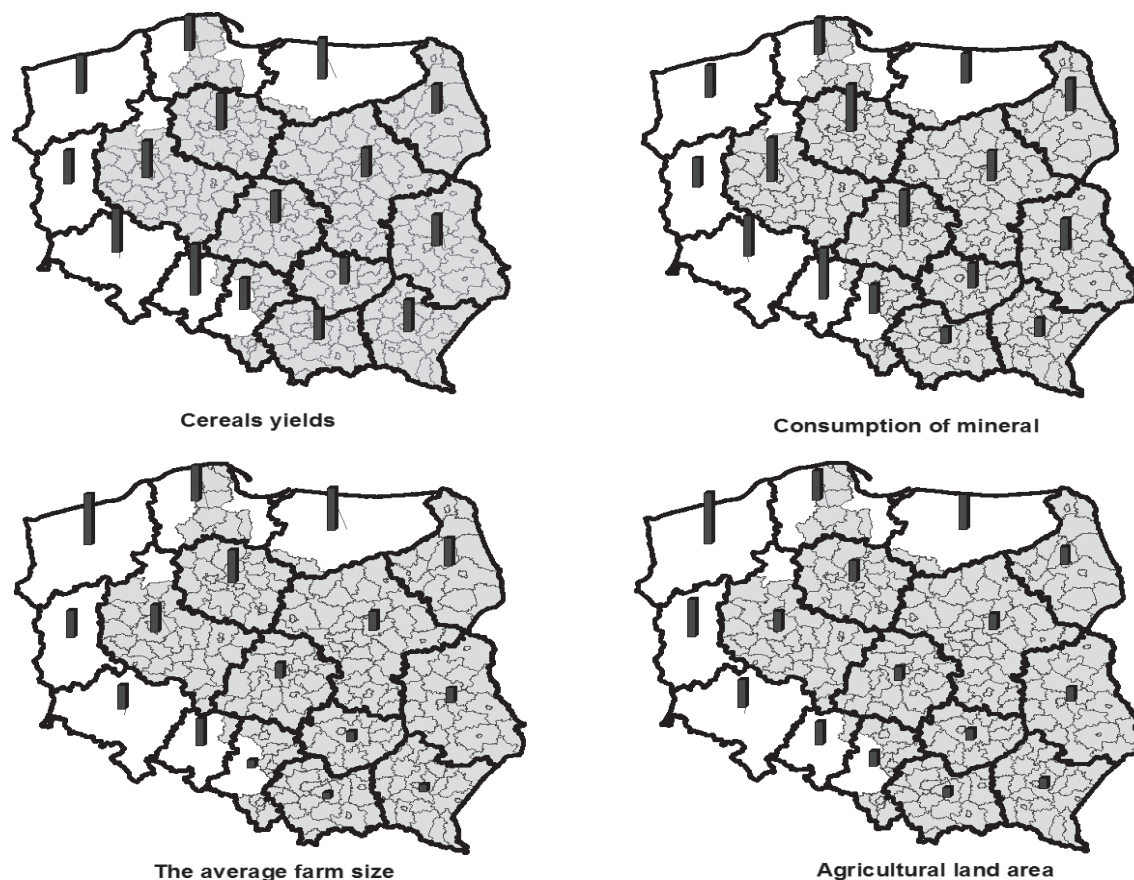 Cereals yields
Consumption of mineral
The average farm size
Agricultural land area